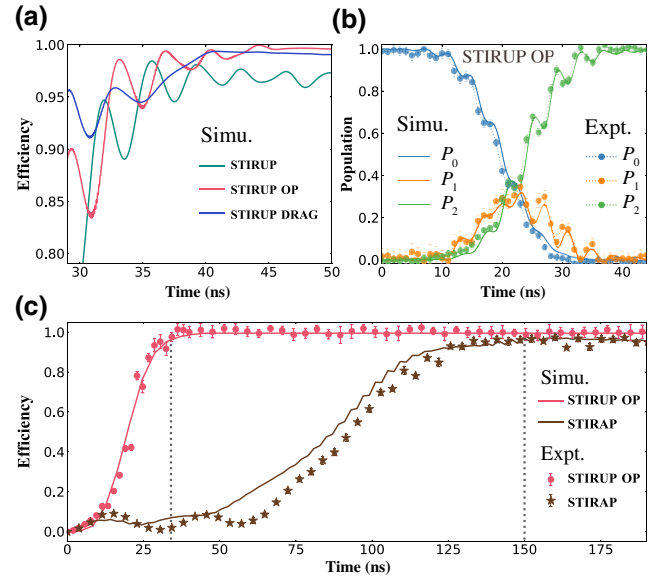 (a)
1.00
0.95
0.90
0.85
0.80
Efficiency
Simu.
STIRUP
STIRUP OP
STIRUP DRAG
30 35 40 45 50
Time (ns)
(b)
STIRUP OP
1.0
0.8
0.6
0.4
0.2
0.0
Population
Simu.
P0
P1
P2
Expt.
P0
P1
P2
0 10 20 30 40
Time (ns)
(c)
1.0
0.8
0.6
0.4
0.2
0.0
Efficiency
Simu.
STIRUP OP
STIRAP
Expt.
STIRUP OP
STIRAP
0 25 50 75 100 125 150 175
Time (ns)